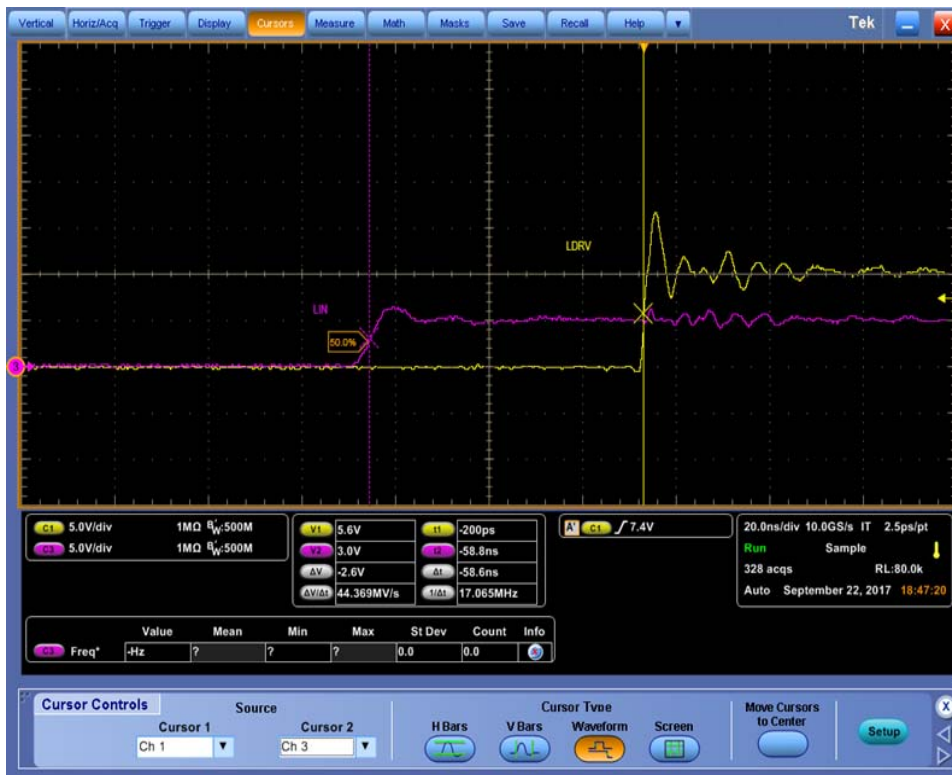 Vertical Horiz/Acq Trigger Display Cursors Measure Math Masks Save Recall Help Tek X
LDRV
LIN
50.0%
3
C1 5.0V/div 1MΩ BW:500M
C3 5.0V/div 1MΩ BW:500M
V1 5.6V t1 -200ps
V2 3.0V t2 -58.8ns
ΔV -2.6V Δt -58.6ns
ΔV/Δt 44.369MV/s 1/Δt 17.065MHz
A' C1 7.4V
20.0ns/div 10.0GS/s IT 2.5ps/pt
Run Sample
328 acqs RL:80.0k
Auto September 22, 2017 18:47:20
Value Mean Min Max St Dev Count Info
C3 Freq* -Hz ? ? ? 0.0 0.0
Cursor Controls
Source
Cursor 1 Cursor 2
Ch 1 Ch 3
Cursor Type
H Bars V Bars Waveform Screen
Move Cursors
to Center
Setup
X